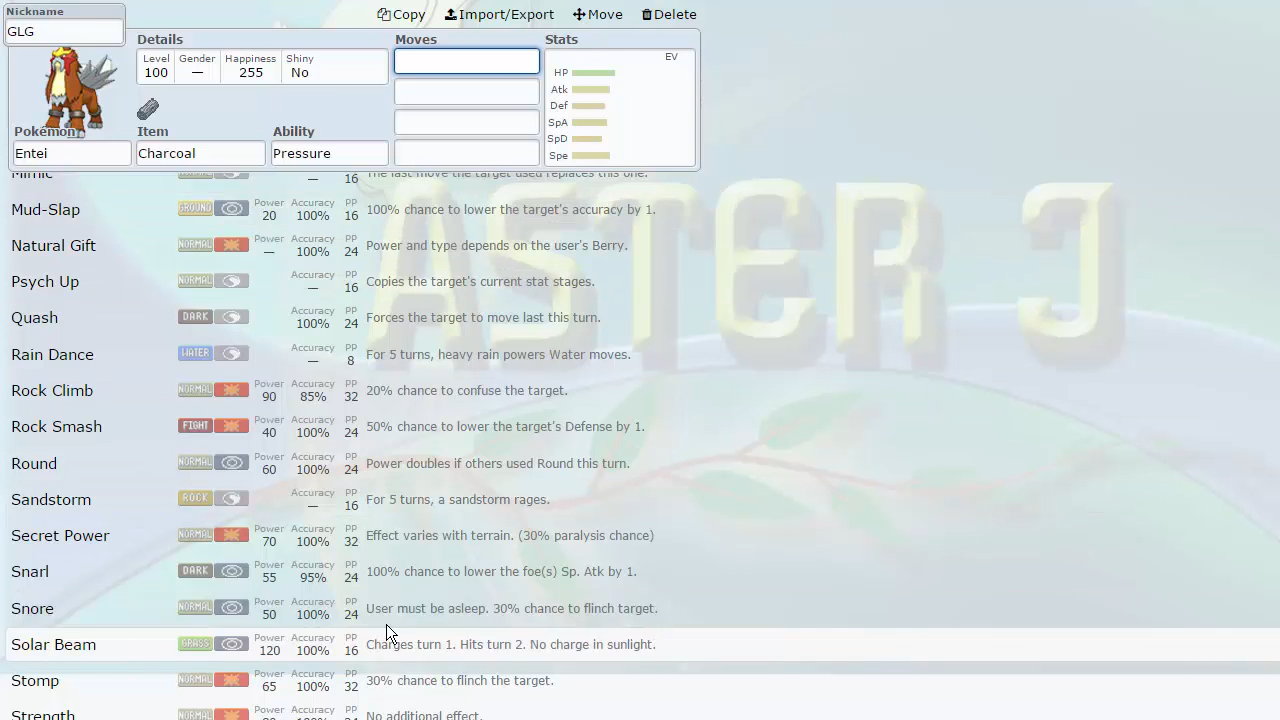 Nickname
GLG
Copy Import/Export Move Delete
Details
Level Gender Happiness Shiny
100 — 255 No
Pokémon Item Ability
Entei Charcoal Pressure
Moves
Stats
EV
HP
Atk
Def
SpA
SpD
Spe
ASTER J
Mimic NORMAL — 16 The last move the target used replaces this one.
Mud-Slap GROUND Power 20 Accuracy 100% PP 16 100% chance to lower the target's accuracy by 1.
Natural Gift NORMAL Power — Accuracy 100% PP 24 Power and type depends on the user's Berry.
Psych Up NORMAL Accuracy — PP 16 Copies the target's current stat stages.
Quash DARK Accuracy 100% PP 24 Forces the target to move last this turn.
Rain Dance WATER Accuracy — PP 8 For 5 turns, heavy rain powers Water moves.
Rock Climb NORMAL Power 90 Accuracy 85% PP 32 20% chance to confuse the target.
Rock Smash FIGHT Power 40 Accuracy 100% PP 24 50% chance to lower the target's Defense by 1.
Round NORMAL Power 60 Accuracy 100% PP 24 Power doubles if others used Round this turn.
Sandstorm ROCK Accuracy — PP 16 For 5 turns, a sandstorm rages.
Secret Power NORMAL Power 70 Accuracy 100% PP 32 Effect varies with terrain. (30% paralysis chance)
Snarl DARK Power 55 Accuracy 95% PP 24 100% chance to lower the foe(s) Sp. Atk by 1.
Snore NORMAL Power 50 Accuracy 100% PP 24 User must be asleep. 30% chance to flinch target.
Solar Beam GRASS Power 120 Accuracy 100% PP 16 Charges turn 1. Hits turn 2. No charge in sunlight.
Stomp NORMAL Power 65 Accuracy 100% PP 32 30% chance to flinch the target.
Strength NORMAL Power 80 Accuracy 100% PP 24 No additional effect.